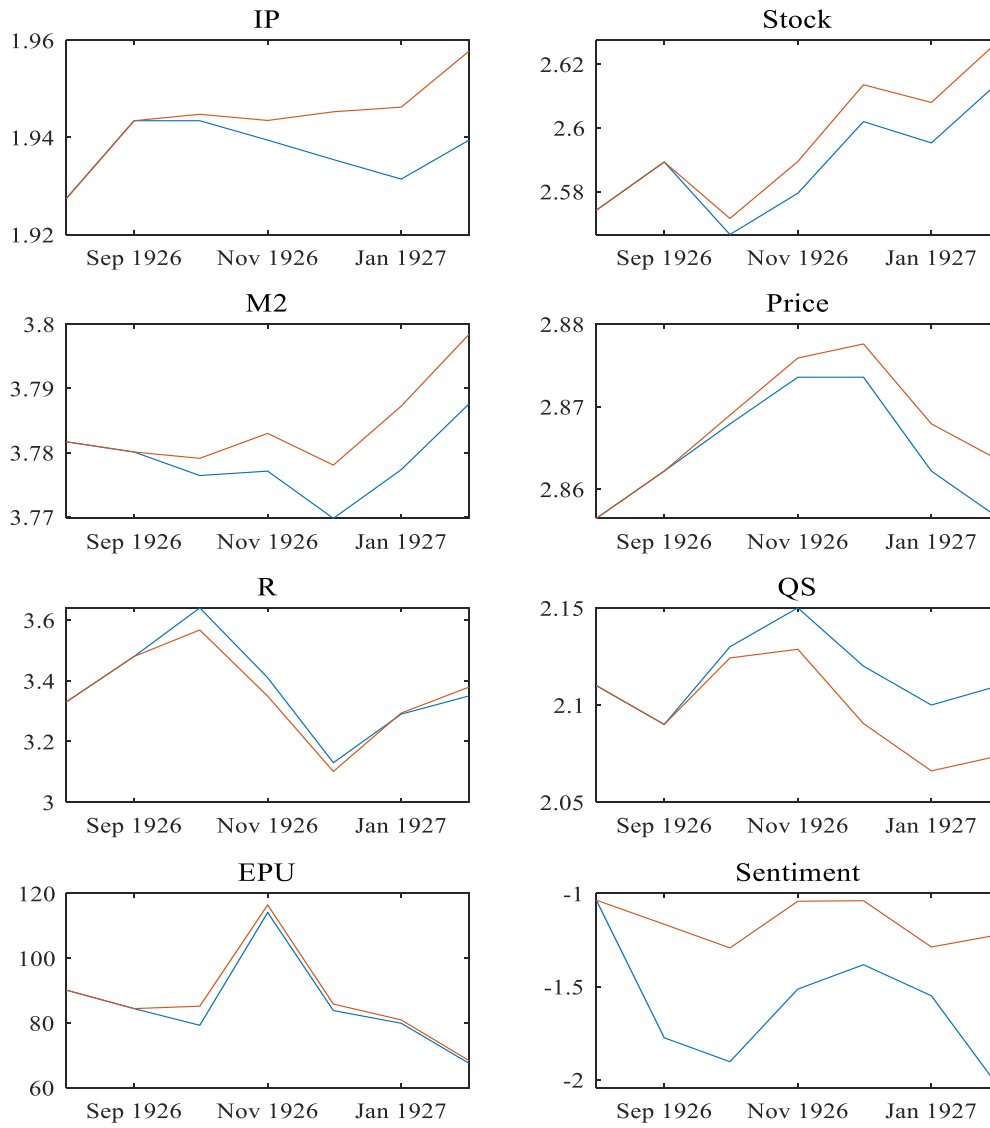 IP
1.96
1.94
1.92
Sep 1926 Nov 1926 Jan 1927
Stock
2.62
2.6
2.58
Sep 1926 Nov 1926 Jan 1927
M2
3.8
3.79
3.78
3.77
Sep 1926 Nov 1926 Jan 1927
Price
2.88
2.87
2.86
Sep 1926 Nov 1926 Jan 1927
R
3.6
3.4
3.2
3
Sep 1926 Nov 1926 Jan 1927
QS
2.15
2.1
2.05
Sep 1926 Nov 1926 Jan 1927
EPU
120
100
80
60
Sep 1926 Nov 1926 Jan 1927
Sentiment
-1
-1.5
-2
Sep 1926 Nov 1926 Jan 1927